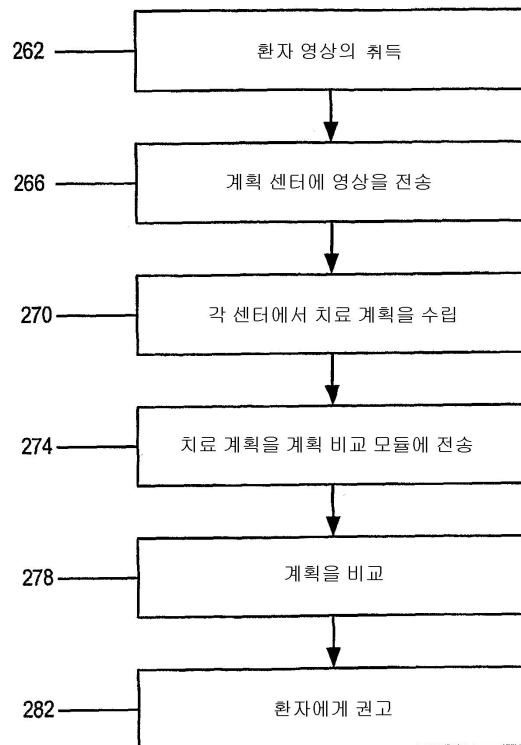 262 환자 영상의 취득
266 계획 센터에 영상을 전송
270 각 센터에서 치료 계획을 수립
274 치료 계획을 계획 비교 모듈에 전송
278 계획을 비교
282 환자에게 권고